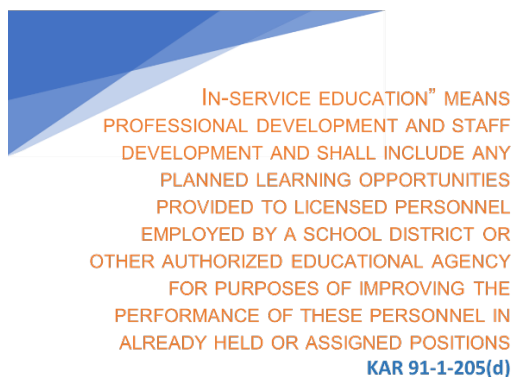 IN-SERVICE EDUCATION” MEANS
PROFESSIONAL DEVELOPMENT AND STAFF
DEVELOPMENT AND SHALL INCLUDE ANY
PLANNED LEARNING OPPORTUNITIES
PROVIDED TO LICENSED PERSONNEL
EMPLOYED BY A SCHOOL DISTRICT OR
OTHER AUTHORIZED EDUCATIONAL AGENCY
FOR PURPOSES OF IMPROVING THE
PERFORMANCE OF THESE PERSONNEL IN
ALREADY HELD OR ASSIGNED POSITIONS
KAR 91-1-205(d)